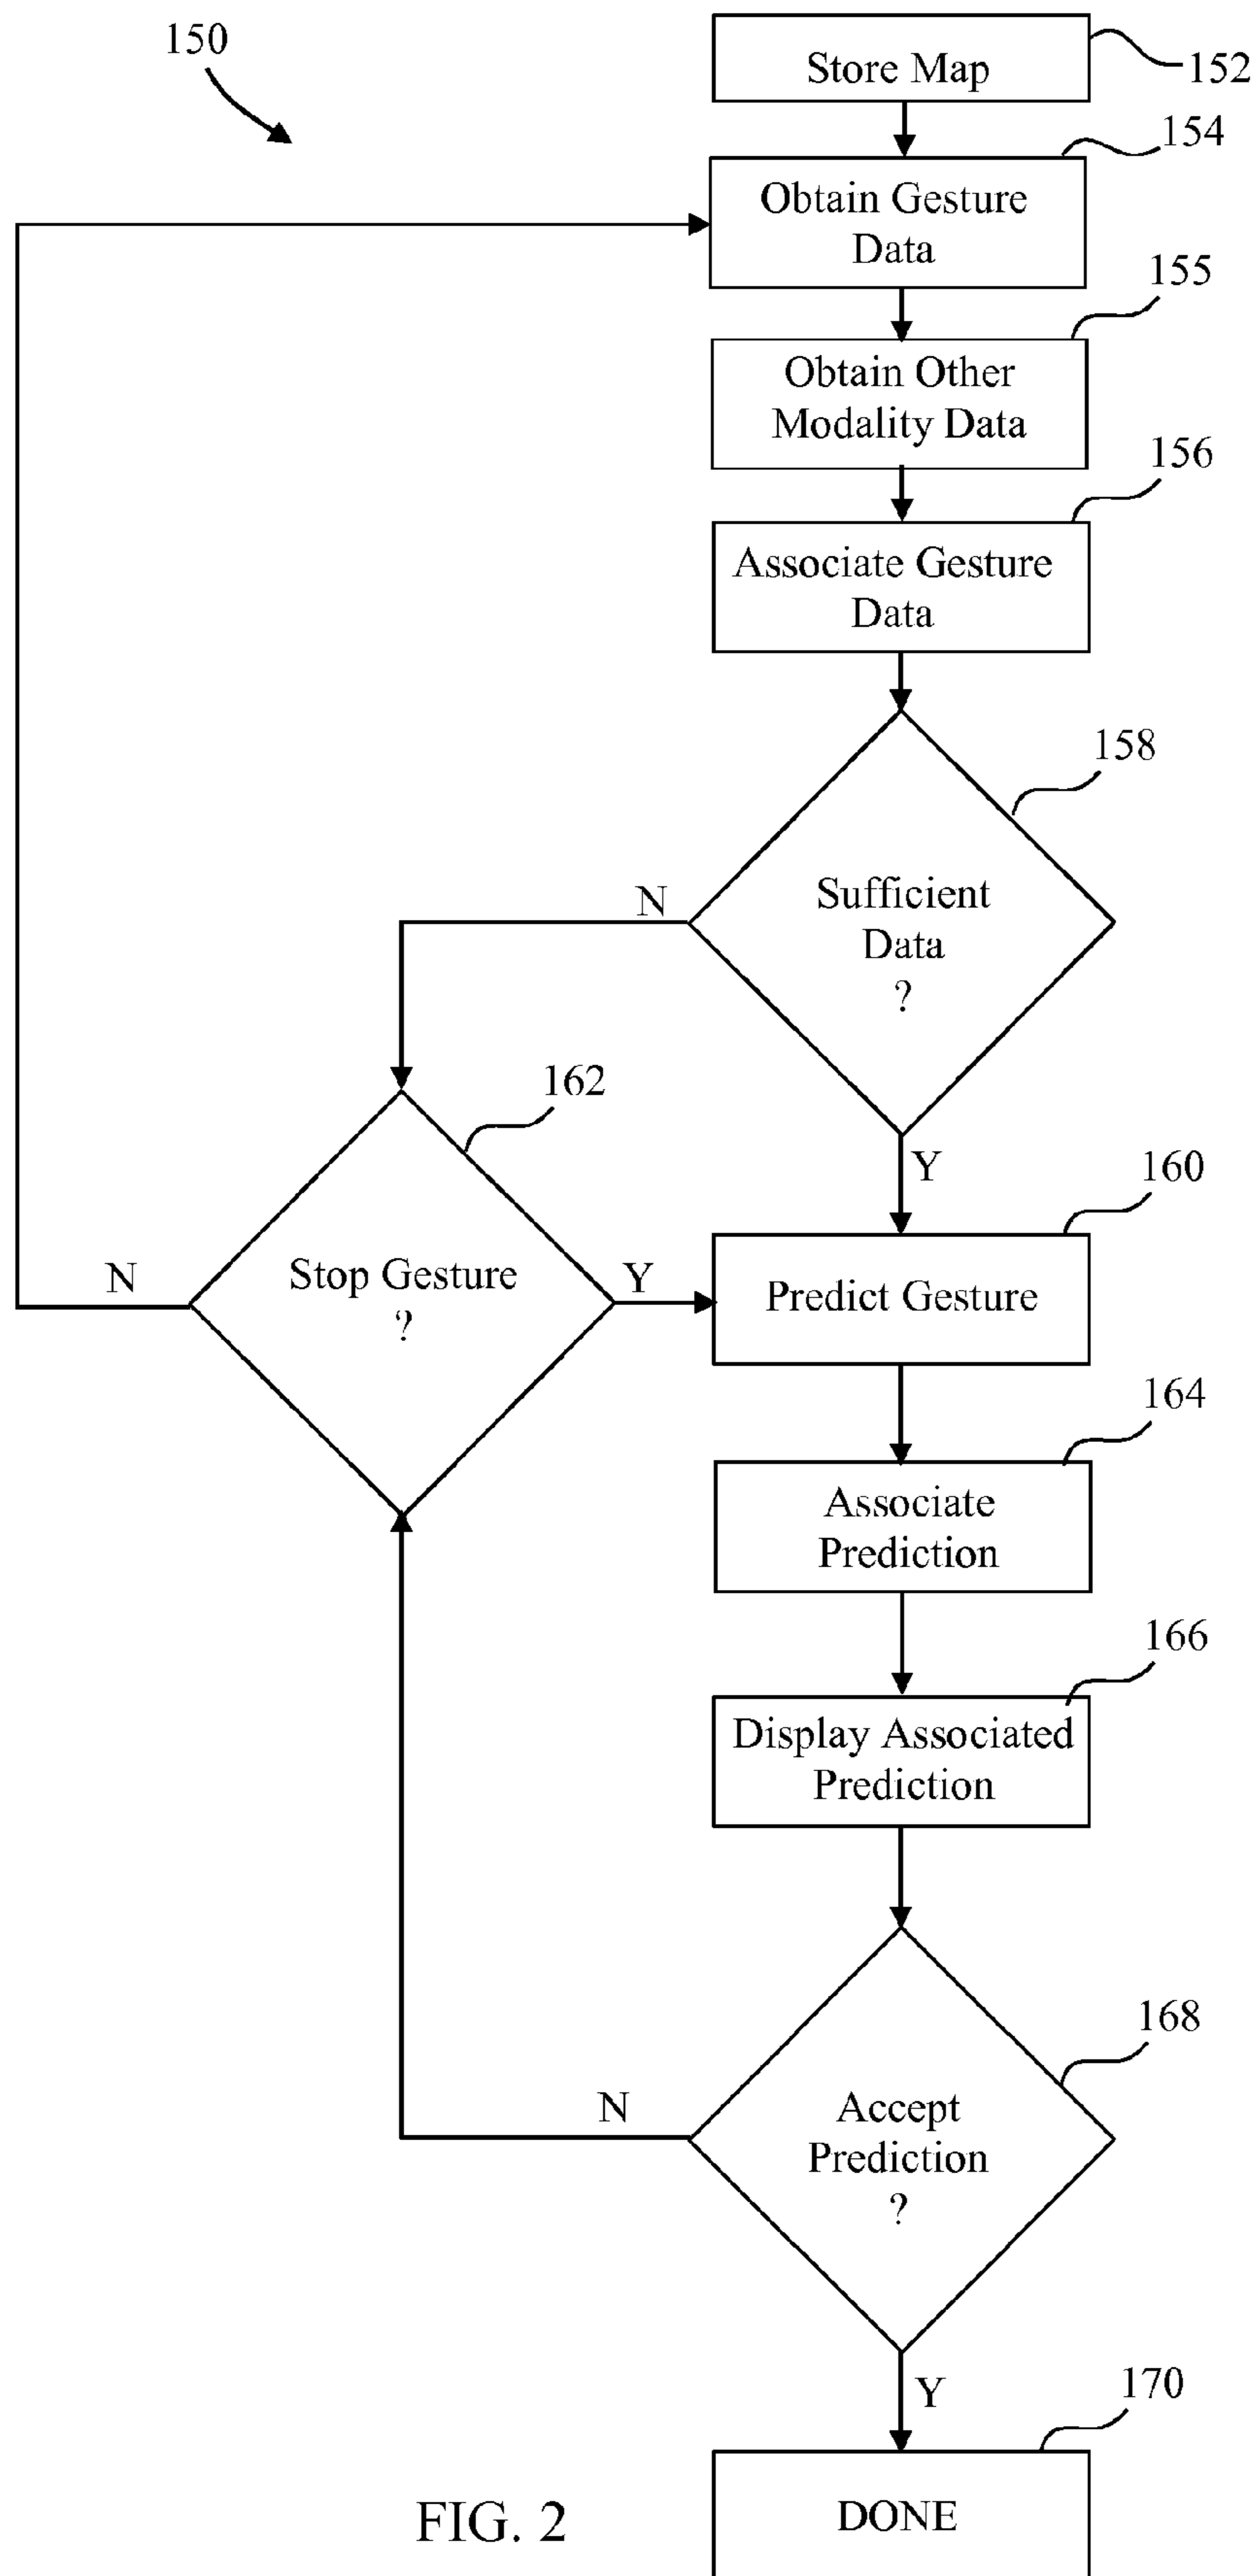 150
Store Map
152
154
Obtain Gesture
Data
155
Obtain Other
Modality Data
156
Associate Gesture
Data
158
Sufficient
Data
?
N
Y
162
Stop Gesture
?
N
Y
160
Predict Gesture
164
Associate
Prediction
166
Display Associated
Prediction
168
Accept
Prediction
?
N
Y
170
DONE
FIG. 2